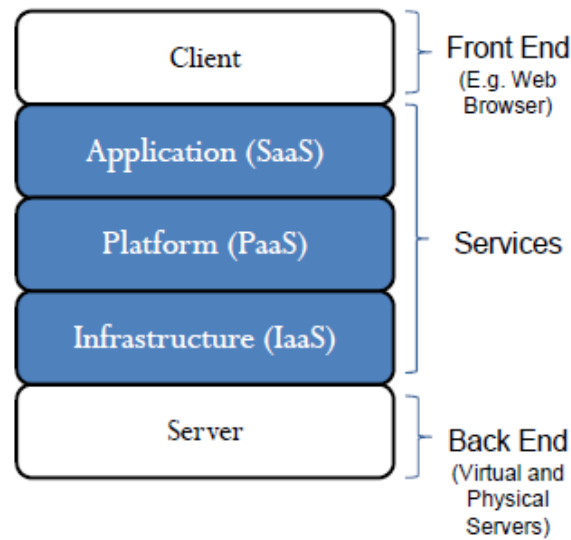 Client
Front End
(E.g. Web
Browser)
Application (SaaS)
Platform (PaaS)
Services
Infrastructure (IaaS)
Server
Back End
(Virtual and
Physical
Servers)